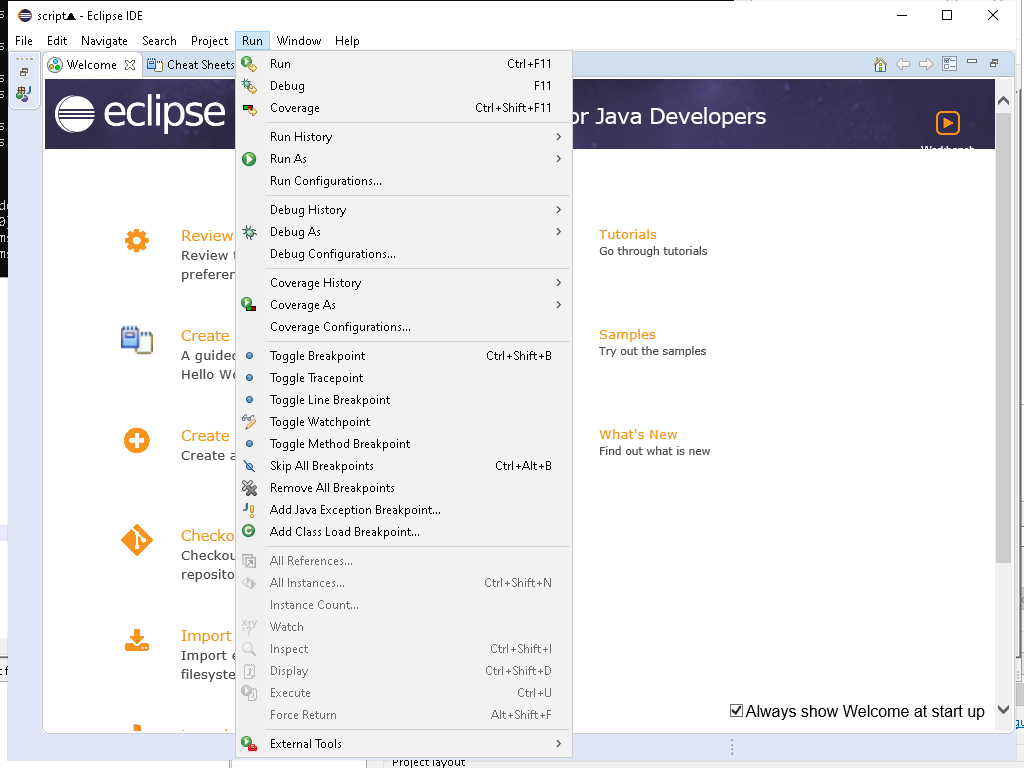 script▲ - Eclipse IDE
File Edit Navigate Search Project Run Window Help
Welcome Cheat Sheets
eclipse
or Java Developers
Run Ctrl+F11
Debug F11
Coverage Ctrl+Shift+F11
Run History
Run As
Run Configurations...
Debug History
Debug As
Debug Configurations...
Coverage History
Coverage As
Coverage Configurations...
Toggle Breakpoint Ctrl+Shift+B
Toggle Tracepoint
Toggle Line Breakpoint
Toggle Watchpoint
Toggle Method Breakpoint
Skip All Breakpoints Ctrl+Alt+B
Remove All Breakpoints
Add Java Exception Breakpoint...
Add Class Load Breakpoint...
All References...
All Instances... Ctrl+Shift+N
Instance Count...
Watch
Inspect Ctrl+Shift+I
Display Ctrl+Shift+D
Execute Ctrl+U
Force Return Alt+Shift+F
External Tools
Review
Review
preferen
Create
A guided
Hello Wo
Create
Create a
Checko
Checkou
reposito
Import
Import e
filesyste
Tutorials
Go through tutorials
Samples
Try out the samples
What's New
Find out what is new
Always show Welcome at start up
Project layout